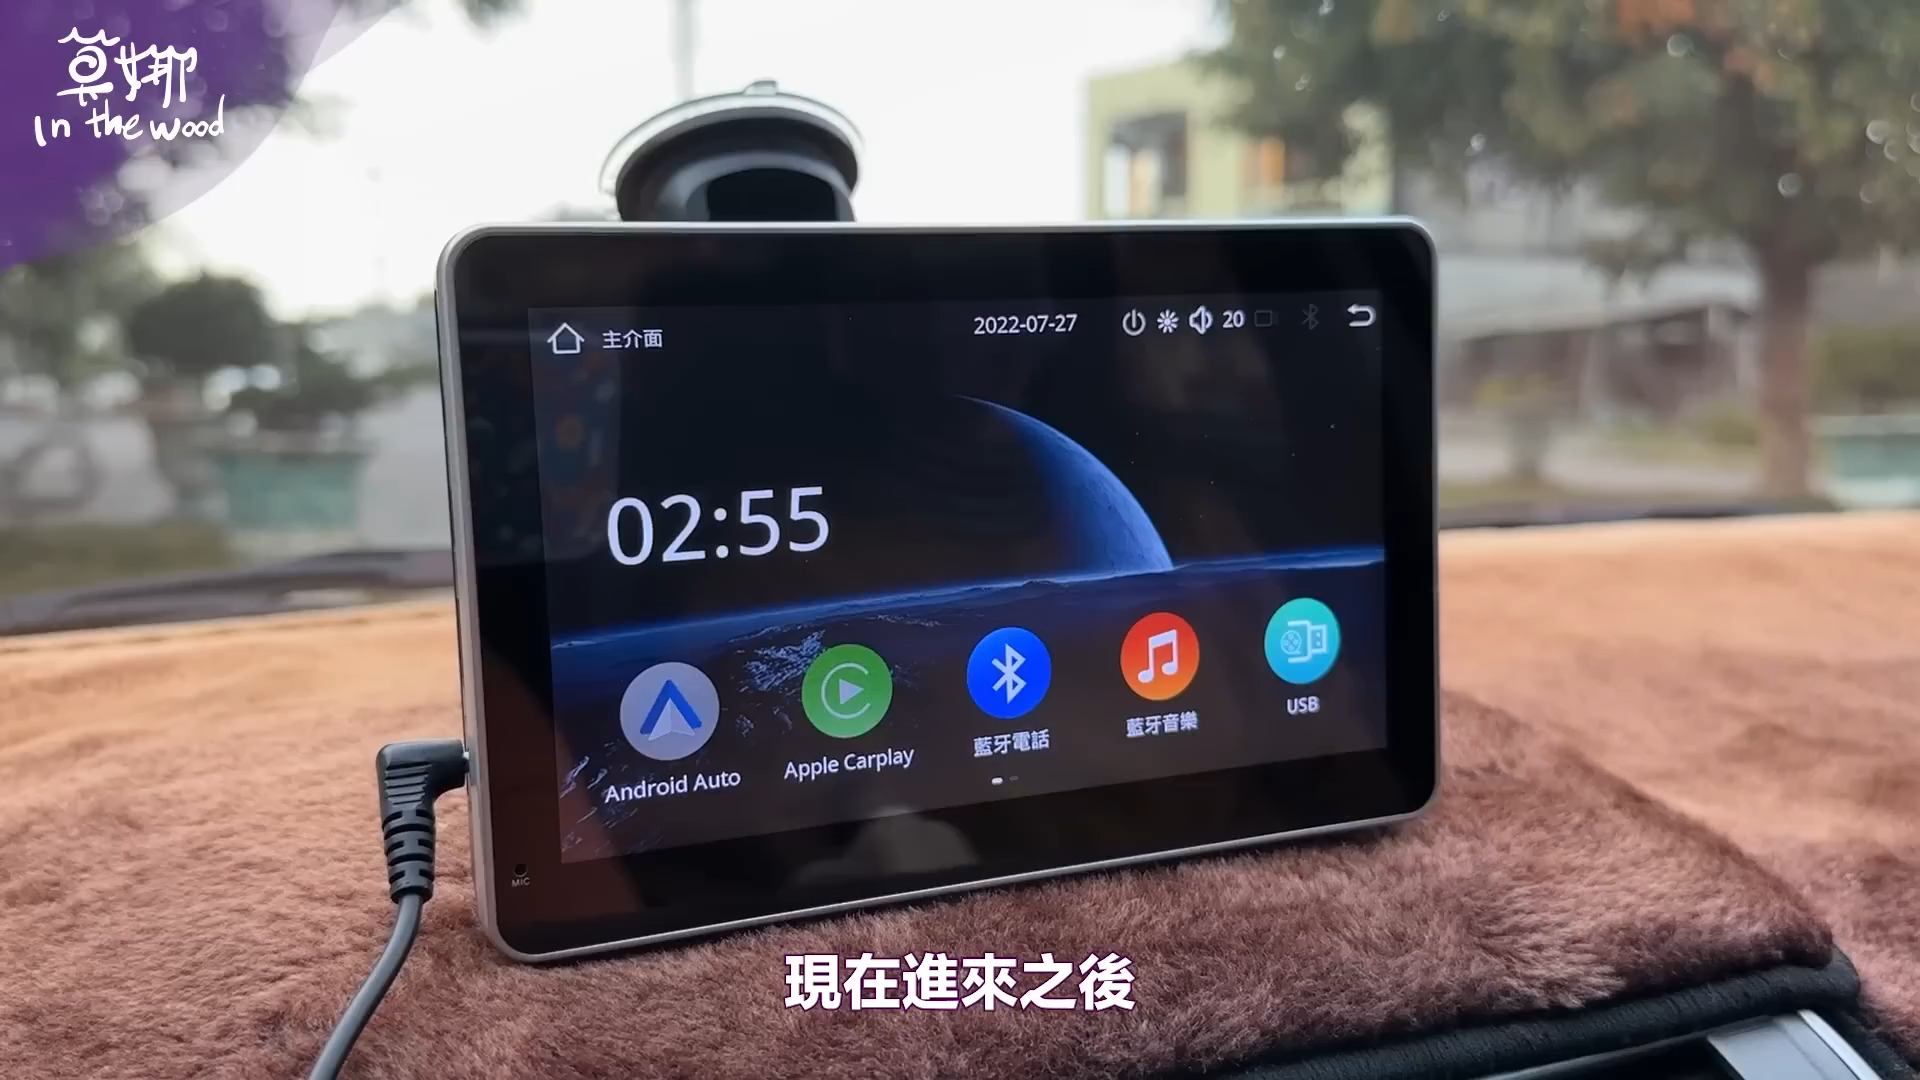 莫娜
In the wood
主介面
2022-07-27
20
02:55
Android Auto
Apple Carplay
藍牙電話
藍牙音樂
USB
MIC
現在進來之後